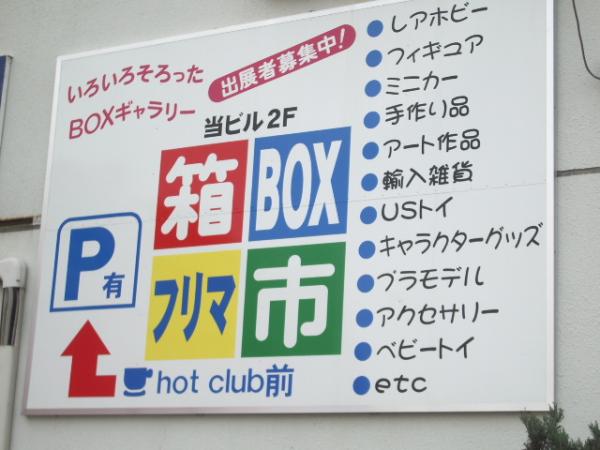 いろいろそろった
BOXギャラリー
出展者募集中!
当ビル2F
箱BOX
フリマ市
P有
hot club前
レアホビー
フィギュア
ミニカー
手作り品
アート作品
輸入雑貨
USトイ
キャラクターグッズ
プラモデル
アクセサリー
ベビートイ
etc